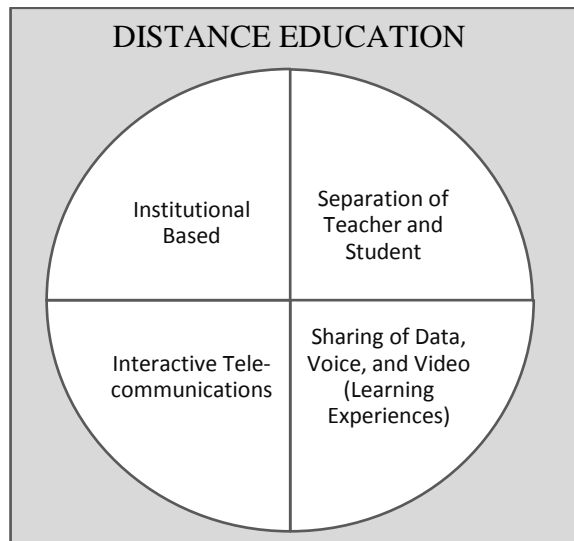 DISTANCE EDUCATION
Institutional
Based
Separation of
Teacher and
Student
Interactive Tele-
communications
Sharing of Data,
Voice, and Video
(Learning
Experiences)